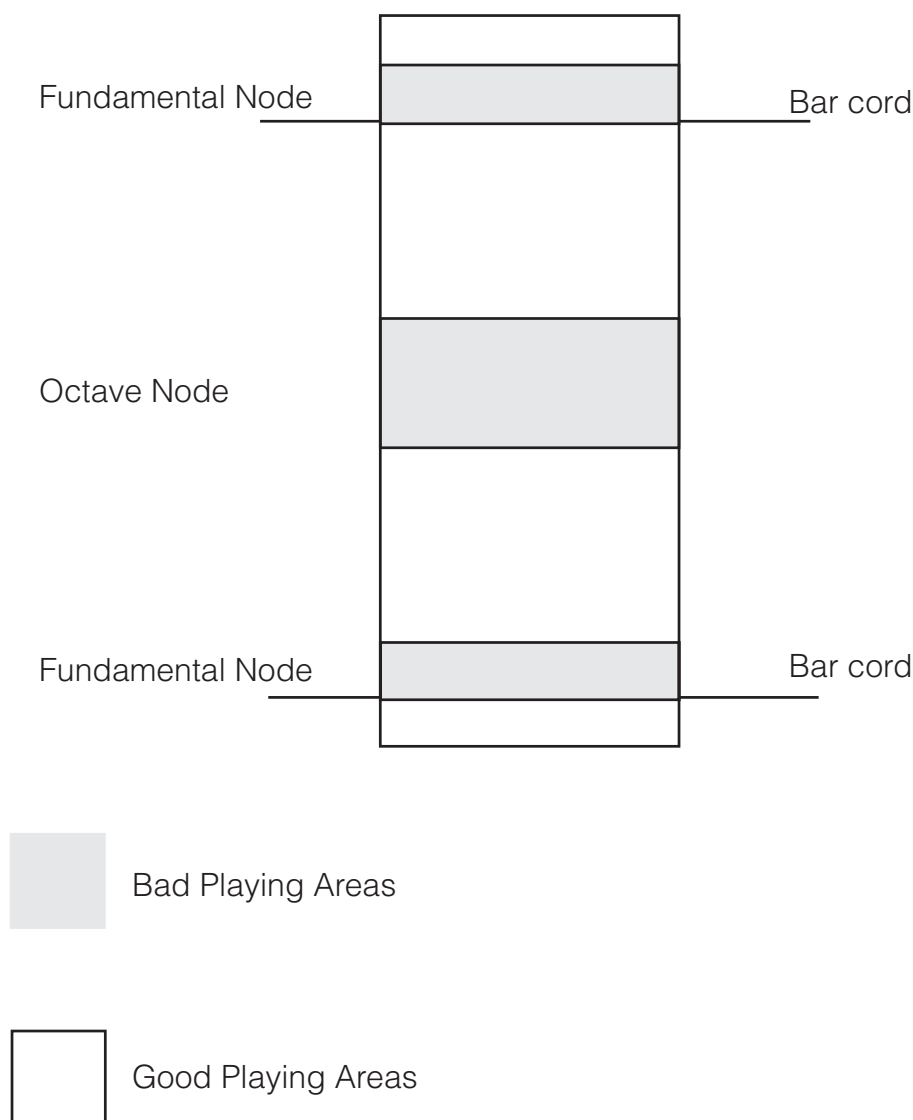 Fundamental Node
Bar cord
Octave Node
Fundamental Node
Bar cord
Bad Playing Areas
Good Playing Areas